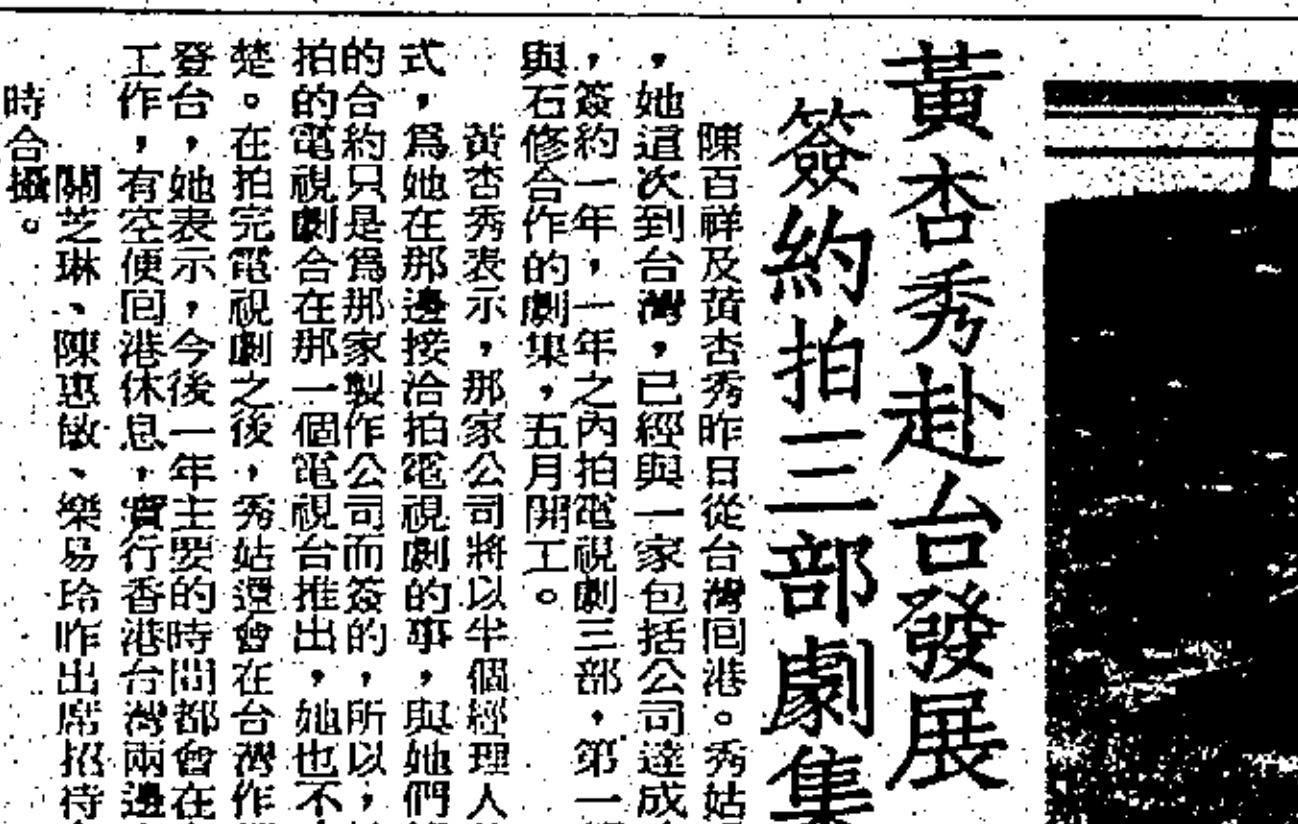 黃杏秀赴台發展
簽約拍三部劇集
陳百祥及黃杏秀昨日從台灣囘港。秀姑
，她這次到台灣，已經與一家包括公司達成
，簽約一年，一年之內拍電視劇三部，第一
與石修合作的劇集，五月開工。
黃杏秀表示，那家公司將以半個經理人
式，爲她在那邊接洽拍電視劇的事，與她們
的合約只是爲那家製作公司而簽的，所以，
拍的電視劇合在那一個電視台推出，她也不
楚。在拍完電視劇之後，秀姑還會在台灣作
登台，她表示，今後一年主要的時間都會在
工作，有空便囘港休息，實行香港台灣兩邊
關芝琳、陳惠敏、樂易玲昨出席招待
時合攝。